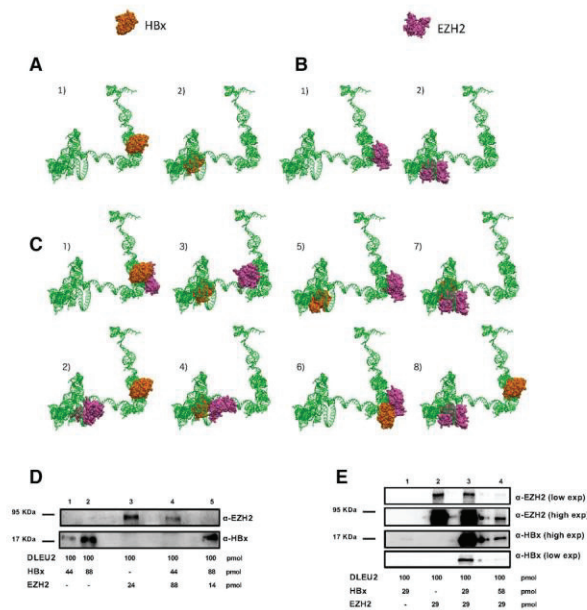 HBx
EZH2
A
B
1)
2)
1)
2)
C
1)
3)
5)
7)
2)
4)
6)
8)
D
1 2 3 4 5
95 KDa
α-EZH2
17 KDa
α-HBx
DLEU2 100 100 100 100 100 pmol
HBx 44 88 44 88 pmol
EZH2 24 88 14 pmol
E
1 2 3 4
α-EZH2 (low exp)
95 KDa
α-EZH2 (high exp)
17 KDa
α-HBx (high exp)
α-HBx (low exp)
DLEU2 100 100 100 100 pmol
HBx 29 29 58 pmol
EZH2 29 29 29 pmol